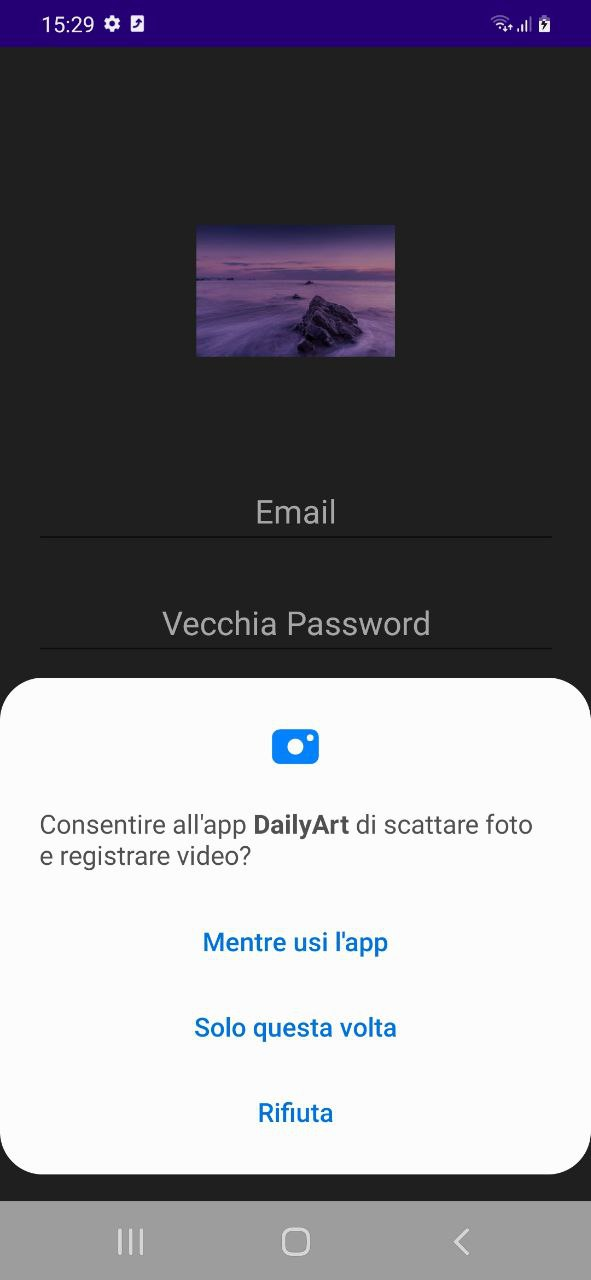 15:29
Email
Vecchia Password
Consentire all'app DailyArt di scattare foto
e registrare video?
Mentre usi l'app
Solo questa volta
Rifiuta